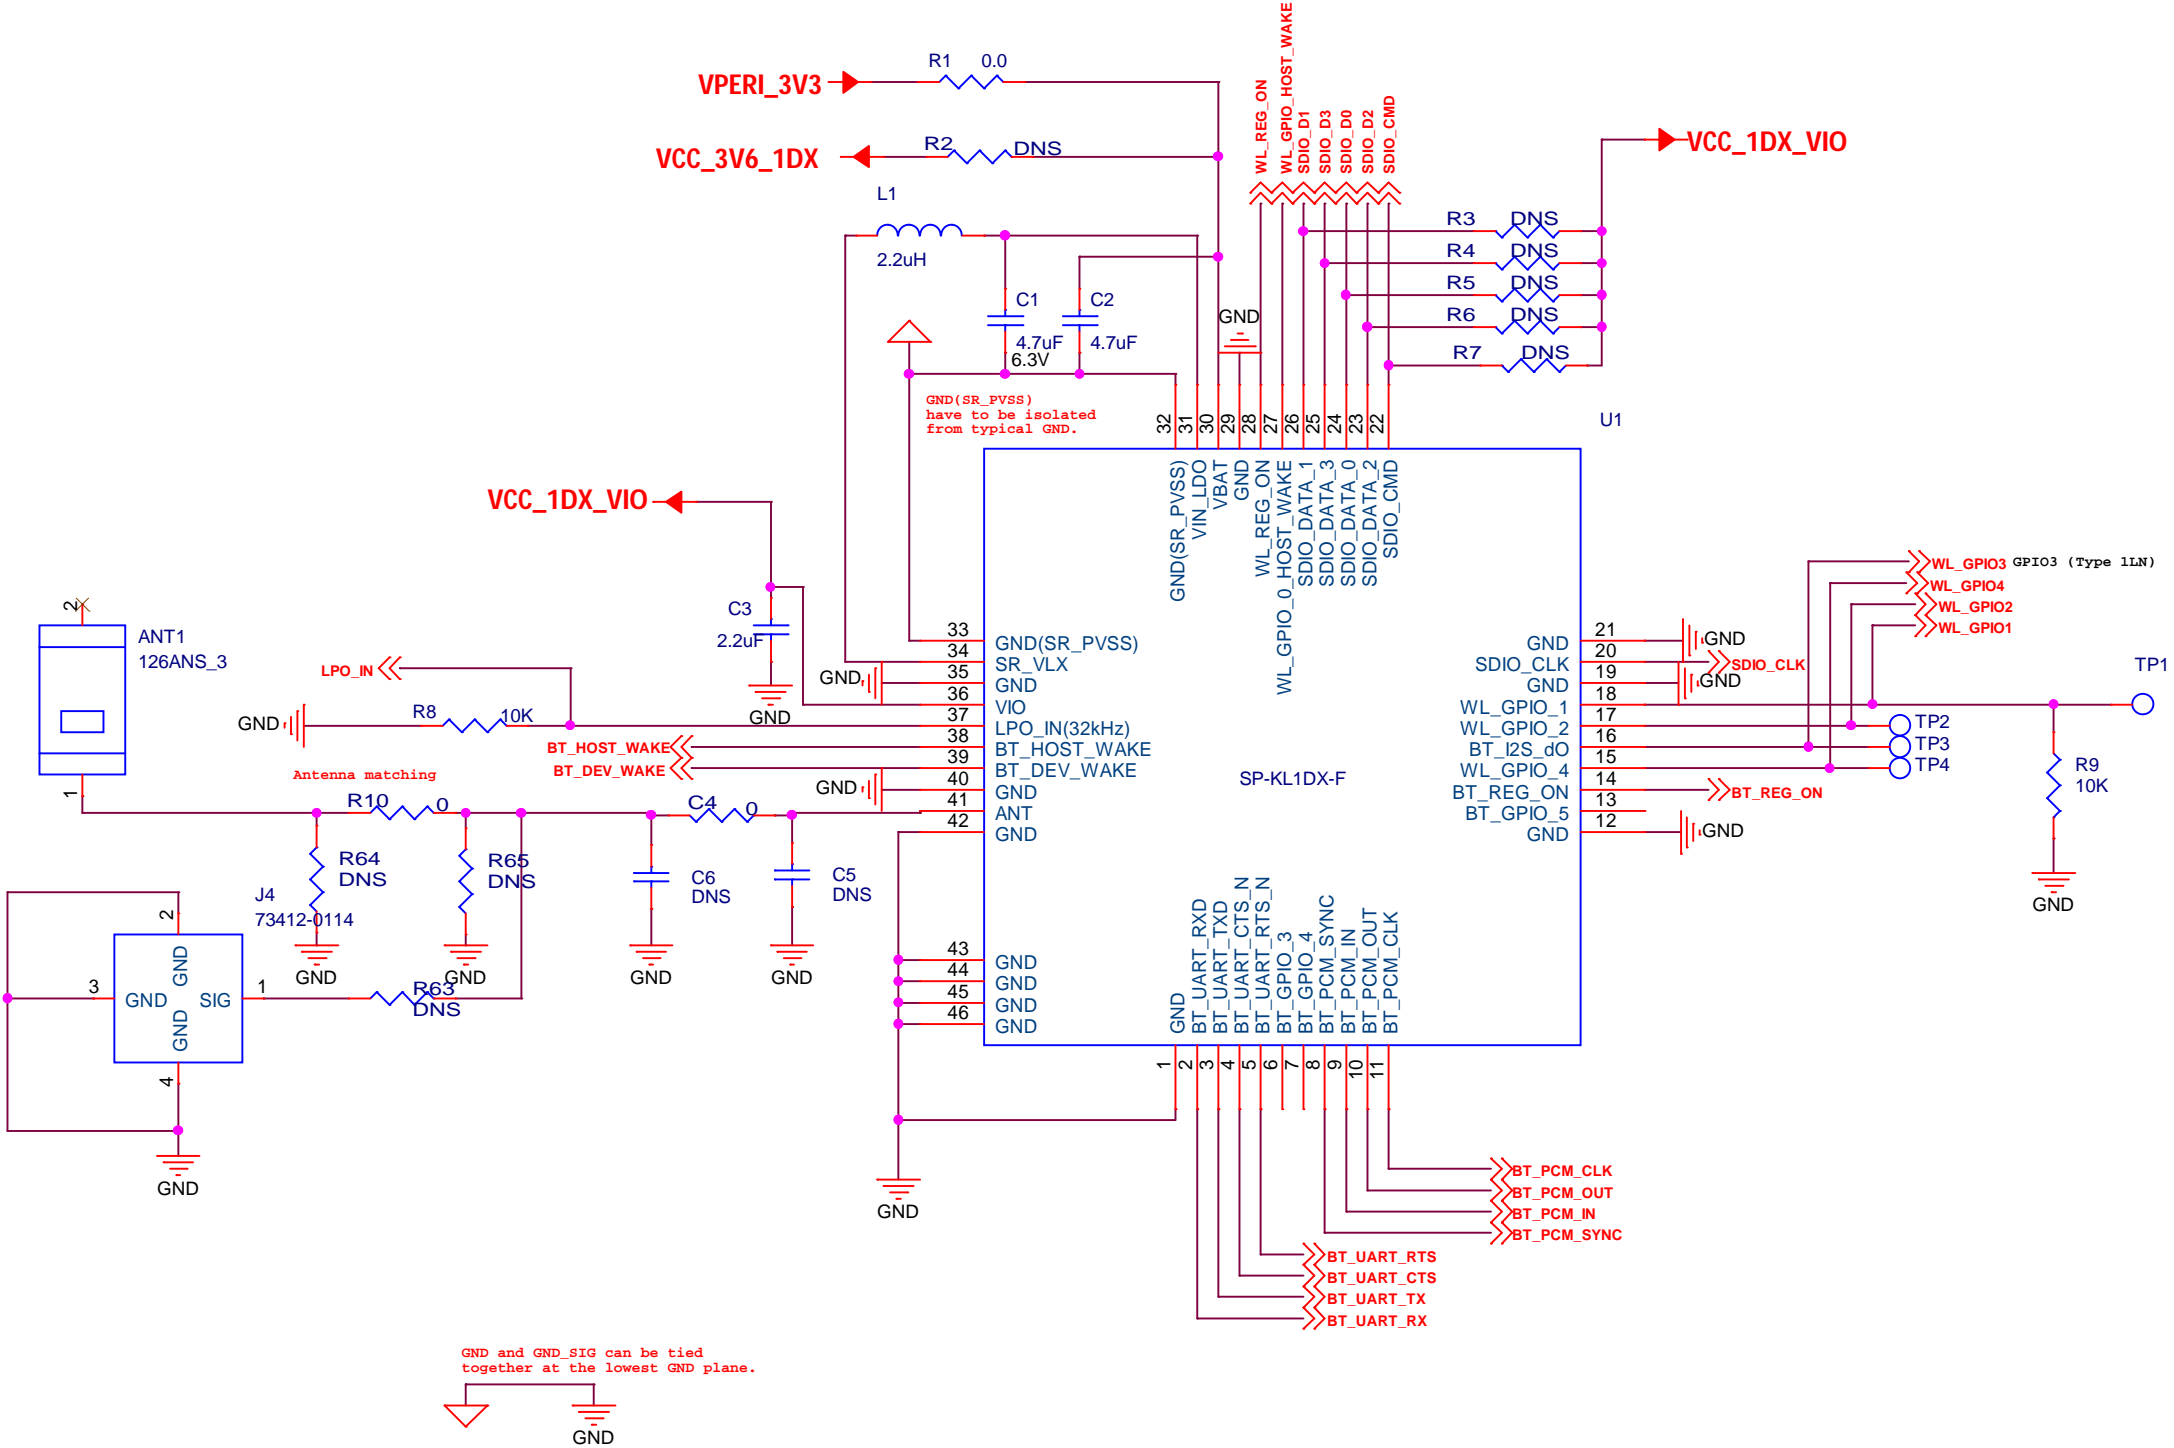 R1 0.0
VPERI_3V3
R2 DNS
VCC_3V6_1DX
L1
2.2uH
WL_REG_ON
WL_GPIO_HOST_WAKE
SDIO_D1
SDIO_D3
SDIO_D0
SDIO_D2
SDIO_CMD
VCC_1DX_VIO
R3 DNS
R4 DNS
R5 DNS
R6 DNS
R7 DNS
C1
4.7uF
6.3V
C2
4.7uF
GND
GND(SR_PVSS)
have to be isolated
from typical GND.
32
31
30
29
28
27
26
25
24
23
22
U1
GND(SR_PVSS)
VIN_LDO
VBAT
GND
WL_REG_ON
WL_GPIO_0_HOST_WAKE
SDIO_DATA_1
SDIO_DATA_3
SDIO_DATA_0
SDIO_DATA_2
SDIO_CMD
VCC_1DX_VIO
C3
2.2uF
GND
2
ANT1
126ANS_3
1
LPO_IN
GND
R8 10K
BT_HOST_WAKE
BT_DEV_WAKE
GND
GND
33 GND(SR_PVSS)
34 SR_VLX
35 GND
36 VIO
37 LPO_IN(32kHz)
38 BT_HOST_WAKE
39 BT_DEV_WAKE
40 GND
41 ANT
42 GND
43 GND
44 GND
45 GND
46 GND
SP-KL1DX-F
GND 21
SDIO_CLK 20
GND 19
WL_GPIO_1 18
WL_GPIO_2 17
BT_I2S_dO 16
WL_GPIO_4 15
BT_REG_ON 14
BT_GPIO_5 13
GND 12
GND
SDIO_CLK
GND
WL_GPIO3 GPIO3 (Type 1LN)
WL_GPIO4
WL_GPIO2
WL_GPIO1
TP1
TP2
TP3
TP4
BT_REG_ON
GND
R9
10K
GND
Antenna matching
R10 0
C4 0
R64
DNS
GND
R65
DNS
GND
C6
DNS
GND
C5
DNS
GND
J4
73412-0114
2
GND
3 GND
SIG 1
GND
4
GND
R63
DNS
GND
BT_UART_RXD
BT_UART_TXD
BT_UART_CTS_N
BT_UART_RTS_N
BT_GPIO_3
BT_GPIO_4
BT_PCM_SYNC
BT_PCM_IN
BT_PCM_OUT
BT_PCM_CLK
1
2
3
4
5
6
7
8
9
10
11
GND
BT_PCM_CLK
BT_PCM_OUT
BT_PCM_IN
BT_PCM_SYNC
BT_UART_RTS
BT_UART_CTS
BT_UART_TX
BT_UART_RX
GND and GND_SIG can be tied
together at the lowest GND plane.
GND